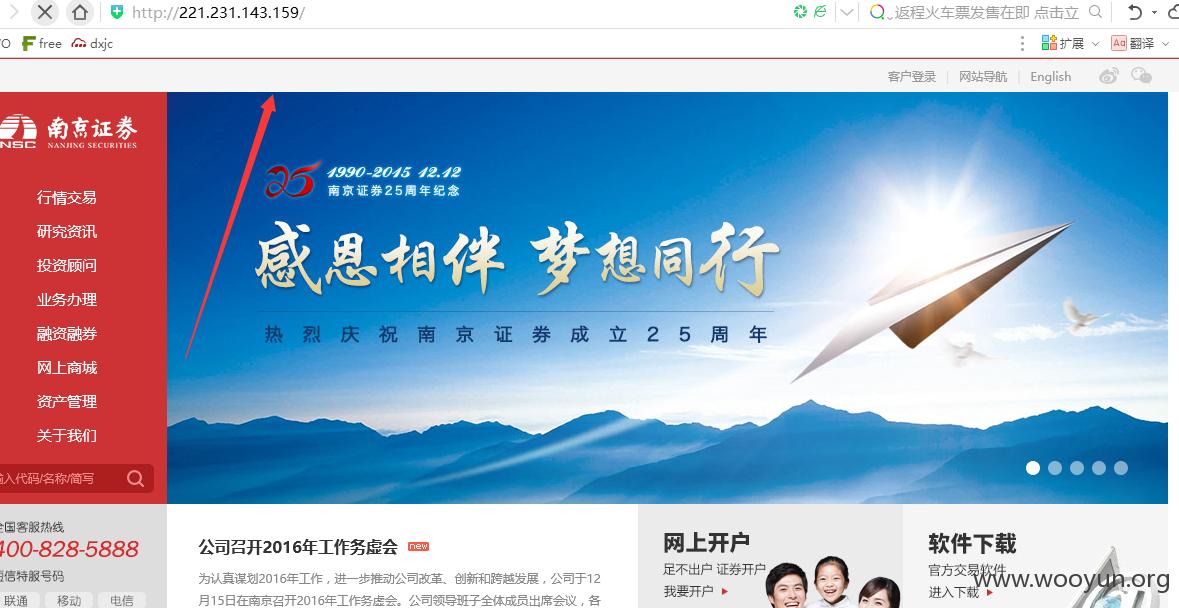 http://221.231.143.159/
返程火车票发售在即 点击立
free
dxjc
扩展
翻译
客户登录 | 网站导航 | English
NSC
南京证券
NANJING SECURITIES
行情交易
研究资讯
投资顾问
业务办理
融资融券
网上商城
资产管理
关于我们
输入代码/名称/简写
25
1990-2015 12.12
南京证券25周年纪念
感恩相伴 梦想同行
热烈庆祝南京证券成立25周年
全国客服热线
400-828-5888
短信特服号码
联通
移动
电信
公司召开2016年工作务虚会 new
为认真谋划2016年工作，进一步推动公司改革、创新和跨越发展，公司于12
月15日在南京召开2016年工作务虚会。公司领导班子全体成员出席会议，各
网上开户
足不出户 证券开户
我要开户
软件下载
官方交易软件
进入下载
www.wooyun.org